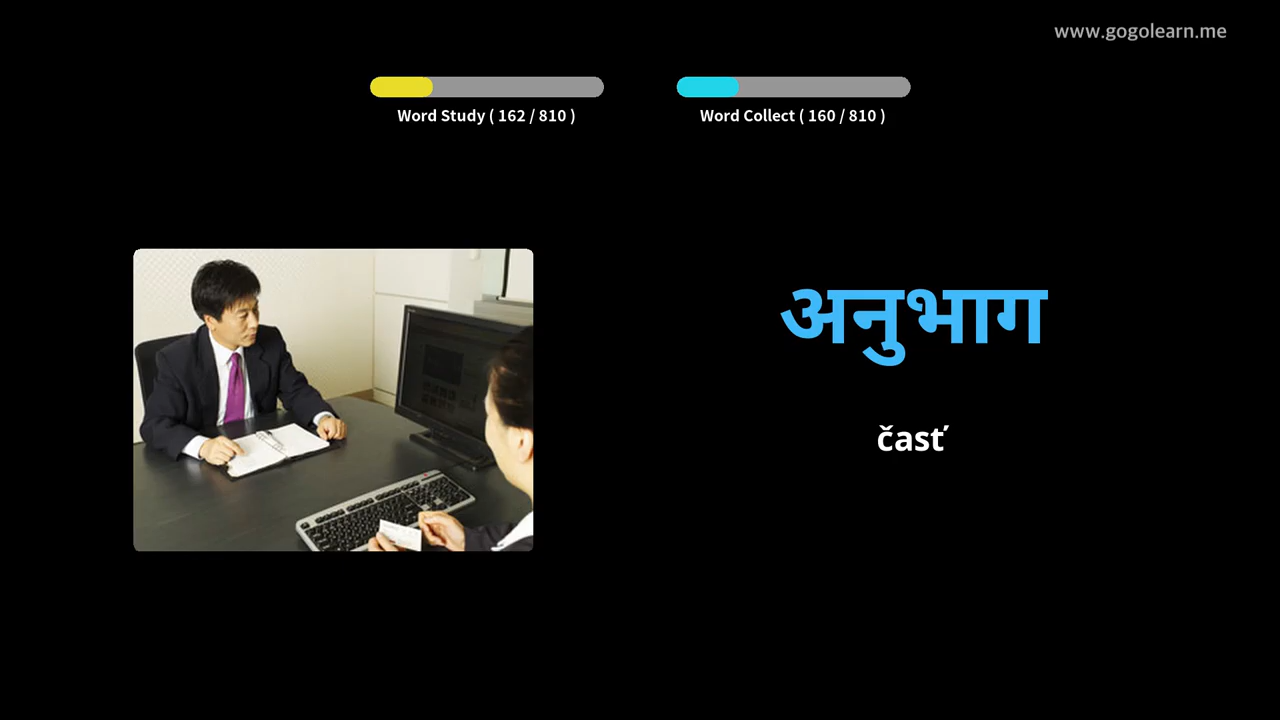 www.gogolearn.me
Word Study ( 162 / 810 )
Word Collect ( 160 / 810 )
अनुभाग
časť